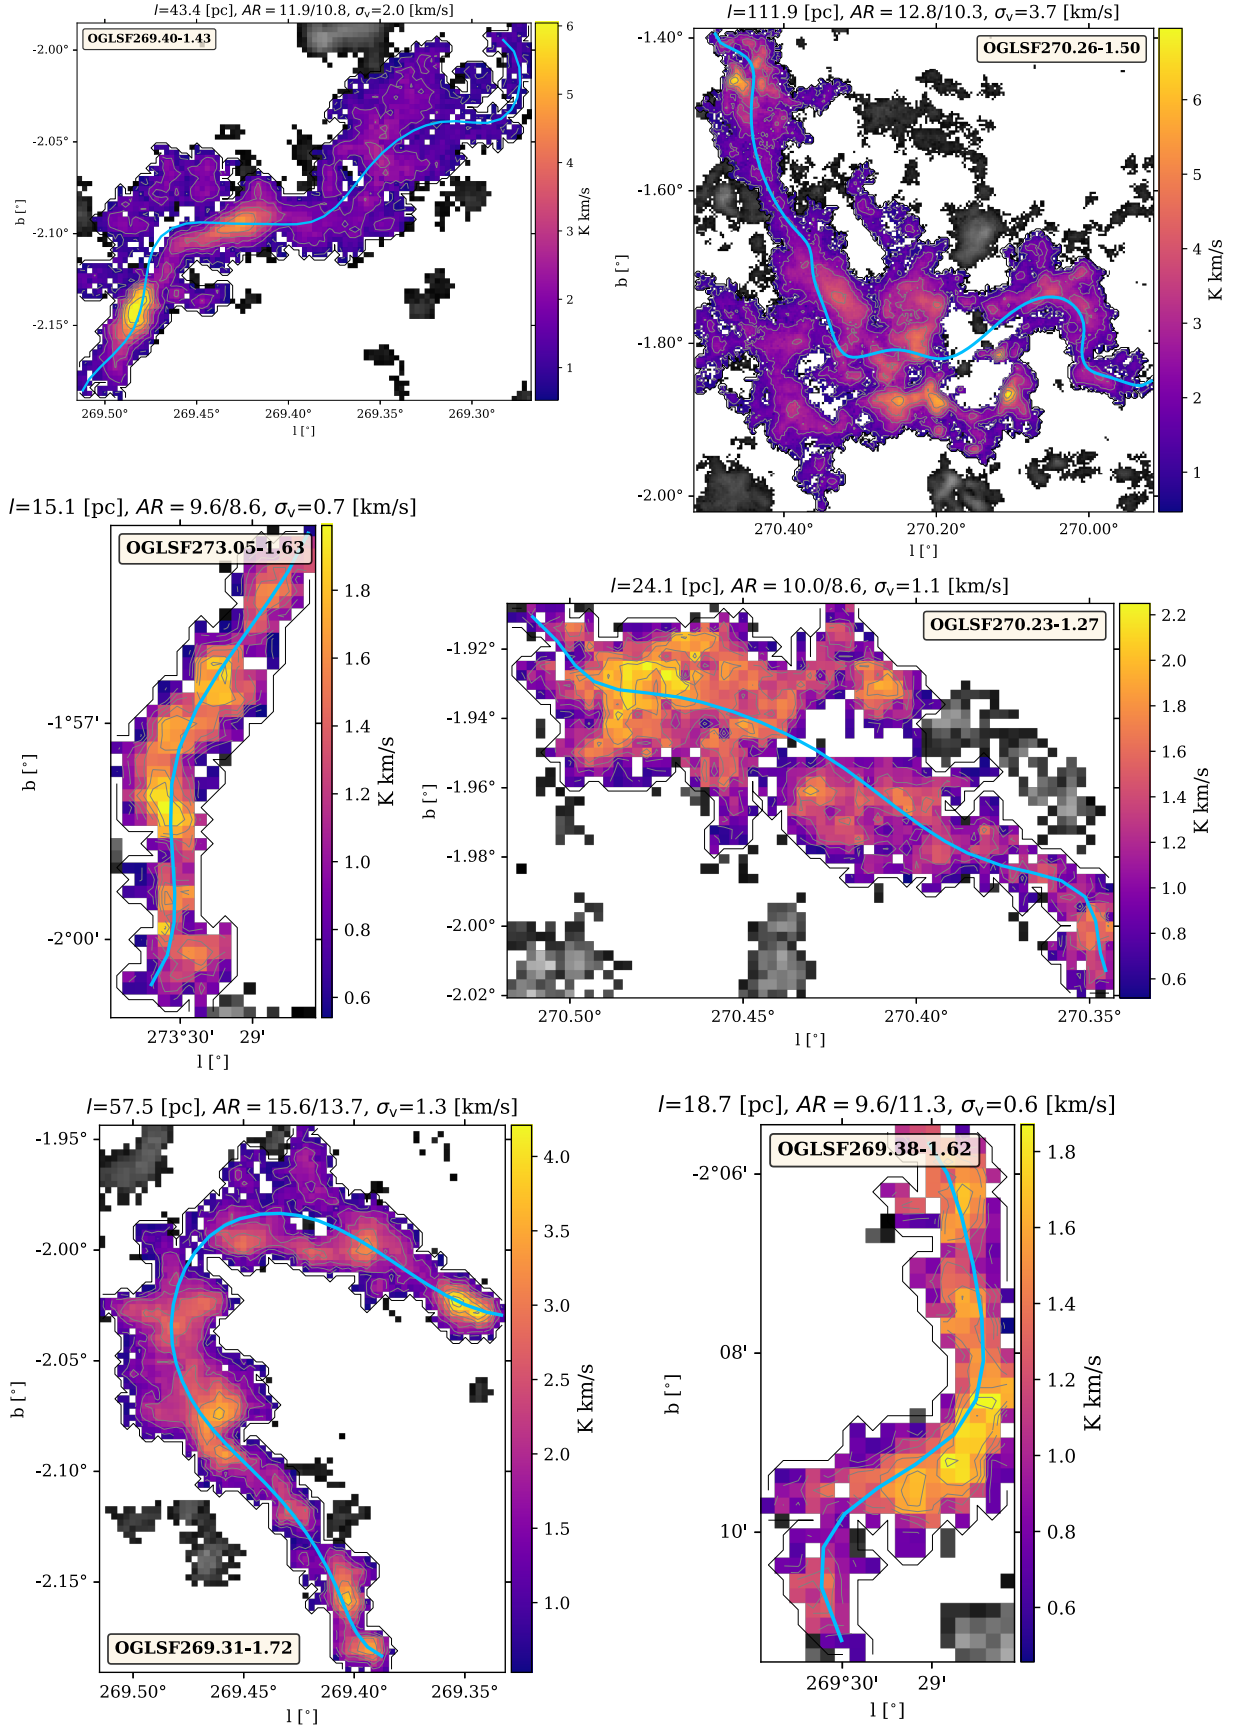 l=43.4 [pc], AR = 11.9/10.8, σv=2.0 [km/s]
OGLSF269.40-1.43
-2.00°
-2.05°
-2.10°
-2.15°
b [°]
269.50 269.45 269.40 269.35 269.30
l [°]
6
5
4
3
2
1
K km/s
l=111.9 [pc], AR = 12.8/10.3, σv=3.7 [km/s]
OGLSF270.26-1.50
-1.40°
-1.60°
-1.80°
-2.00°
b [°]
270.40 270.20 270.00
l [°]
6
5
4
3
2
1
K km/s
l=15.1 [pc], AR = 9.6/8.6, σv=0.7 [km/s]
OGLSF273.05-1.63
-1°57'
-2°00'
b [°]
273°30' 29'
l [°]
1.8
1.6
1.4
1.2
1.0
0.8
0.6
K km/s
l=24.1 [pc], AR = 10.0/8.6, σv=1.1 [km/s]
OGLSF270.23-1.27
-1.92°
-1.94°
-1.96°
-1.98°
-2.00°
-2.02°
b [°]
270.50 270.45 270.40 270.35
l [°]
2.2
2.0
1.8
1.6
1.4
1.2
1.0
0.8
0.6
K km/s
l=57.5 [pc], AR = 15.6/13.7, σv=1.3 [km/s]
-1.95°
-2.00°
-2.05°
-2.10°
-2.15°
b [°]
OGLSF269.31-1.72
269.50 269.45 269.40 269.35
l [°]
4.0
3.5
3.0
2.5
2.0
1.5
1.0
K km/s
l=18.7 [pc], AR = 9.6/11.3, σv=0.6 [km/s]
OGLSF269.38-1.62
-2°06'
08'
10'
b [°]
269°30' 29'
l [°]
1.8
1.6
1.4
1.2
1.0
0.8
0.6
K km/s